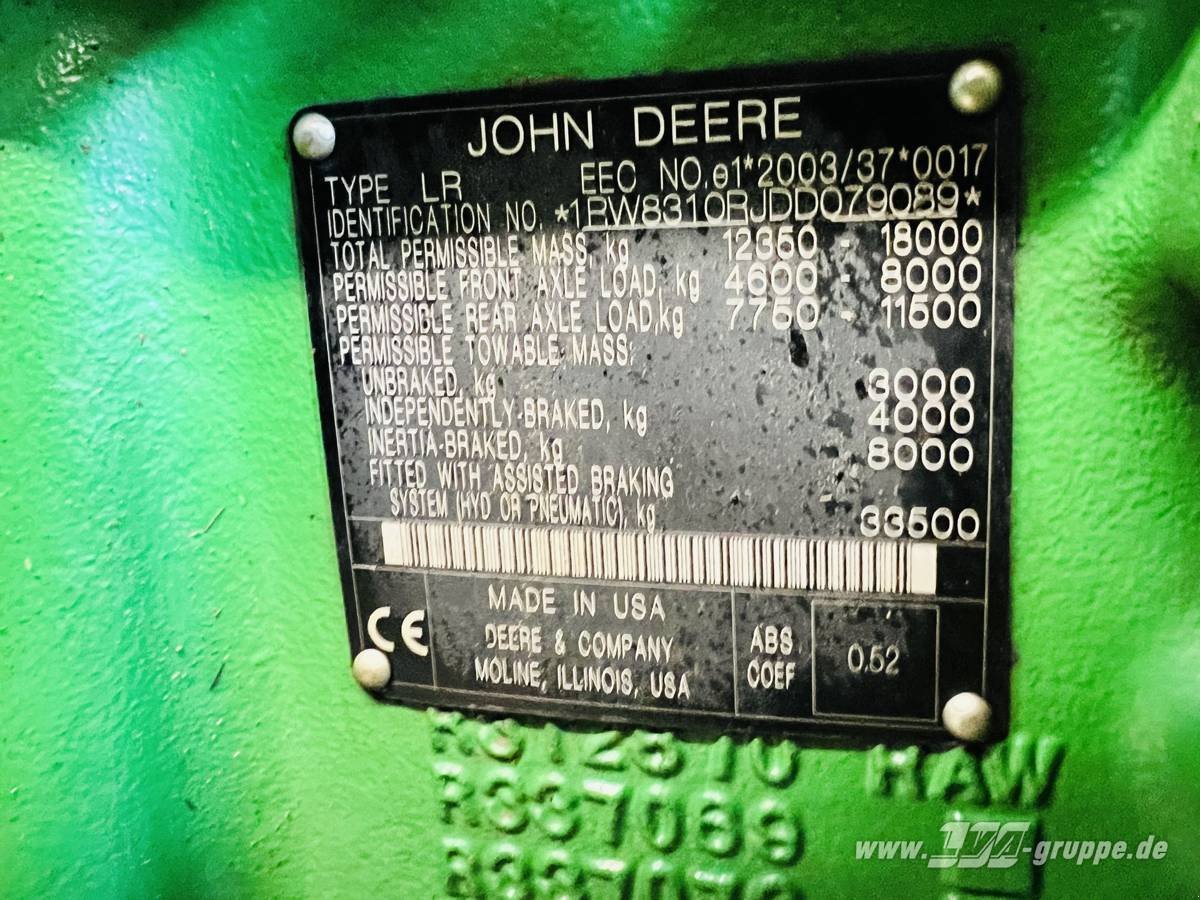 JOHN DEERE
TYPE LR EEC NO. e1*2003/37*0017
IDENTIFICATION NO. *1RW8310RJDD079089*
TOTAL PERMISSIBLE MASS, kg 12350 - 18000
PERMISSIBLE FRONT AXLE LOAD, kg 4600 - 8000
PERMISSIBLE REAR AXLE LOAD, kg 7750 - 11500
PERMISSIBLE TOWABLE MASS:
UNBRAKED, kg 3000
INDEPENDENTLY-BRAKED, kg 4000
INERTIA-BRAKED, kg 8000
FITTED WITH ASSISTED BRAKING
SYSTEM (HYD OR PNEUMATIC), kg 33500
CE
MADE IN USA
DEERE & COMPANY
MOLINE, ILLINOIS, USA
ABS
COEF
0.52
HAW
www. -gruppe.de